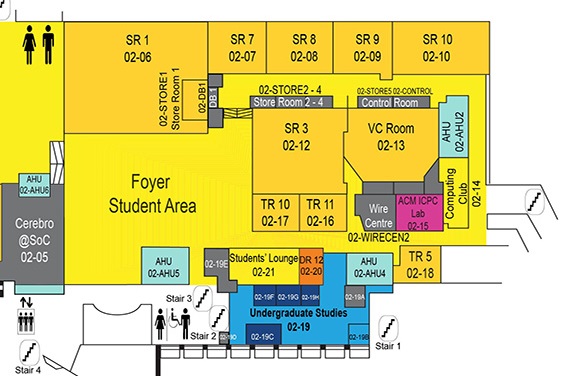 SR 1
02-06
SR 7
02-07
SR 8
02-08
SR 9
02-09
SR 10
02-10
02-STORE1
Store Room 1
02-DB1
DB 1
02-STORE2 - 4
Store Room 2 - 4
02-STORE5 02-CONTROL
Control Room
SR 3
02-12
VC Room
02-13
AHU
02-AHU2
Computing
Club
02-14
AHU
02-AHU6
Foyer
Student Area
TR 10
02-17
TR 11
02-16
Wire
Centre
ACM ICPC
Lab
02-15
02-WIRECEN2
Cerebro
@SoC
02-05
AHU
02-AHU5
02-19E
Students' Lounge
02-21
DR 12
02-20
AHU
02-AHU4
TR 5
02-18
02-19F
02-19G
02-19H
02-19A
Undergraduate Studies
02-19
02-19C
02-19B
Stair 3
Stair 2
Stair 1
Stair 4